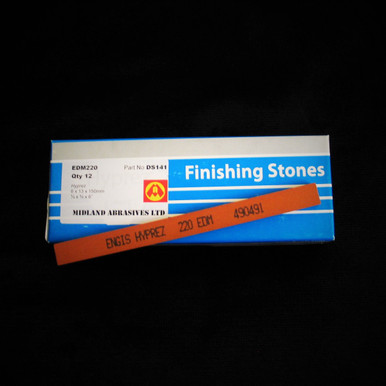 EDM220 Part No DS141
Qty 12
Hyprez
MIDLAND ABRASIVES LTD
Finishing Stones
ENGIS HYPREZ 220 EDM 490491